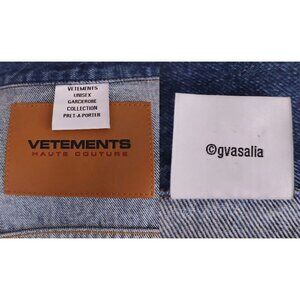 VETEMENTS
UNISEX
GARDEROBE
COLLECTION
PRET-A-PORTER
VETEMENTS
HAUTE COUTURE
©gvasalia